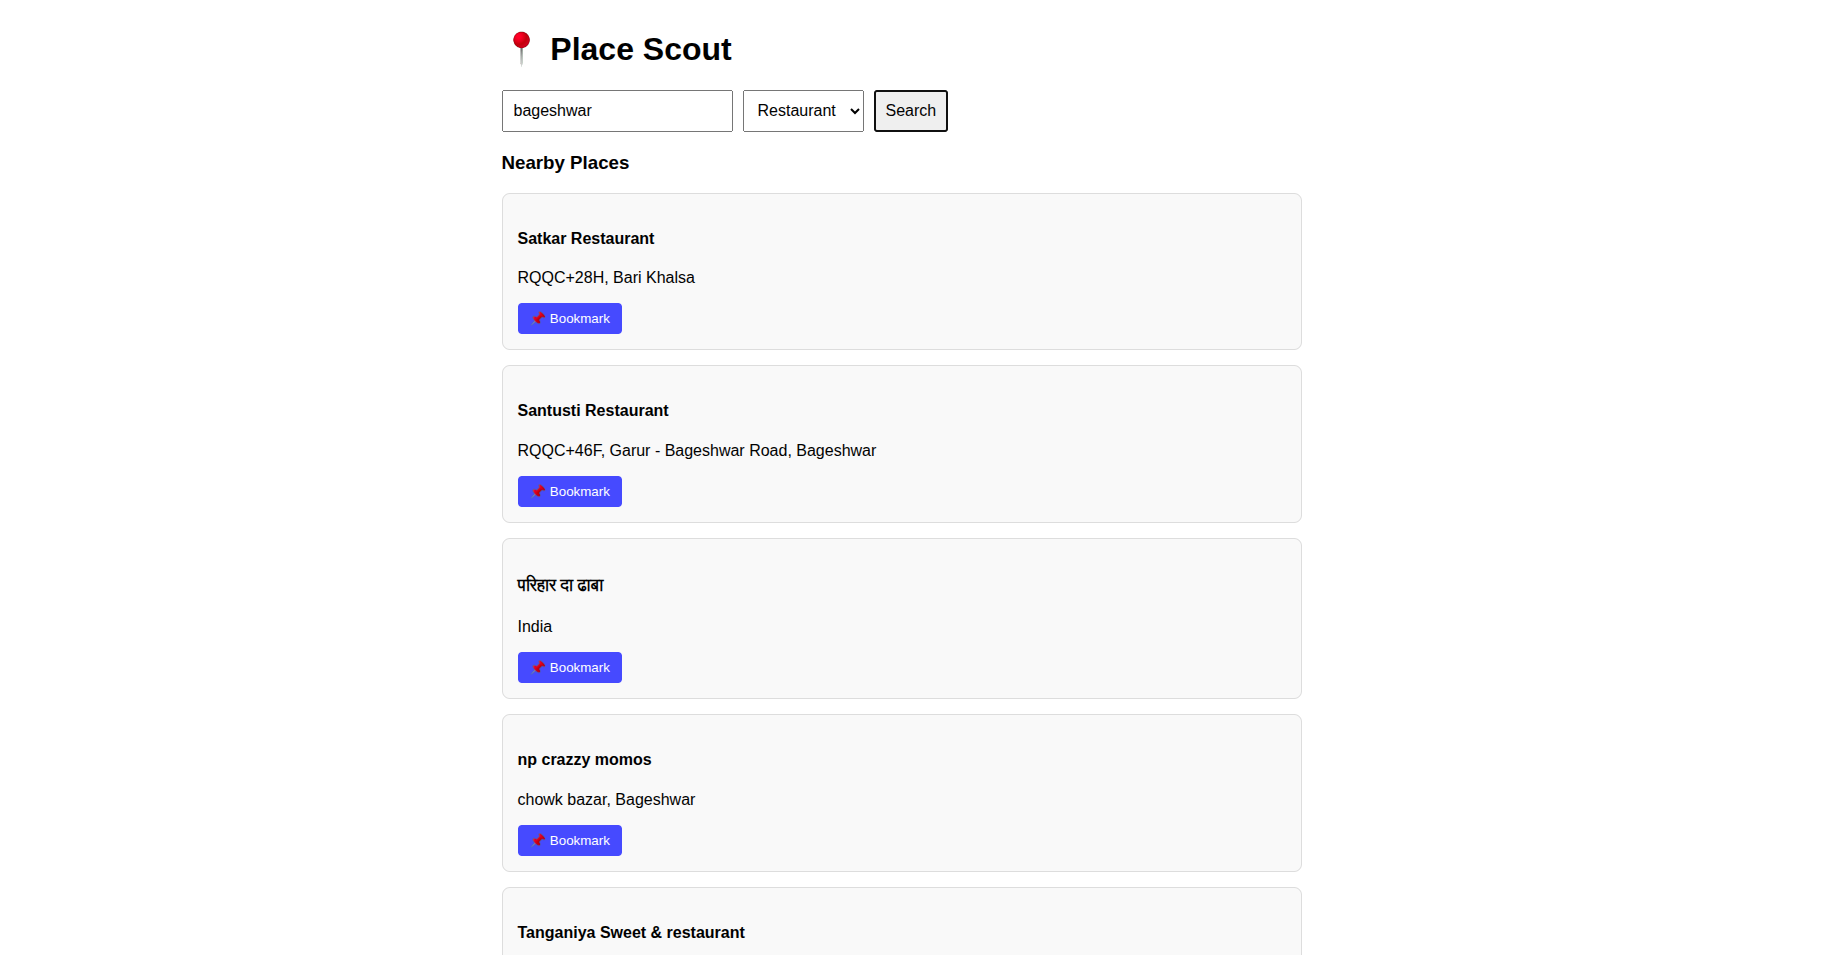 Place Scout
bageshwar
Restaurant
Search
Nearby Places
Satkar Restaurant
RQQC+28H, Bari Khalsa
Bookmark
Santusti Restaurant
RQQC+46F, Garur - Bageshwar Road, Bageshwar
Bookmark
परिहार दा ढाबा
India
Bookmark
np crazzy momos
chowk bazar, Bageshwar
Bookmark
Tanganiya Sweet & restaurant